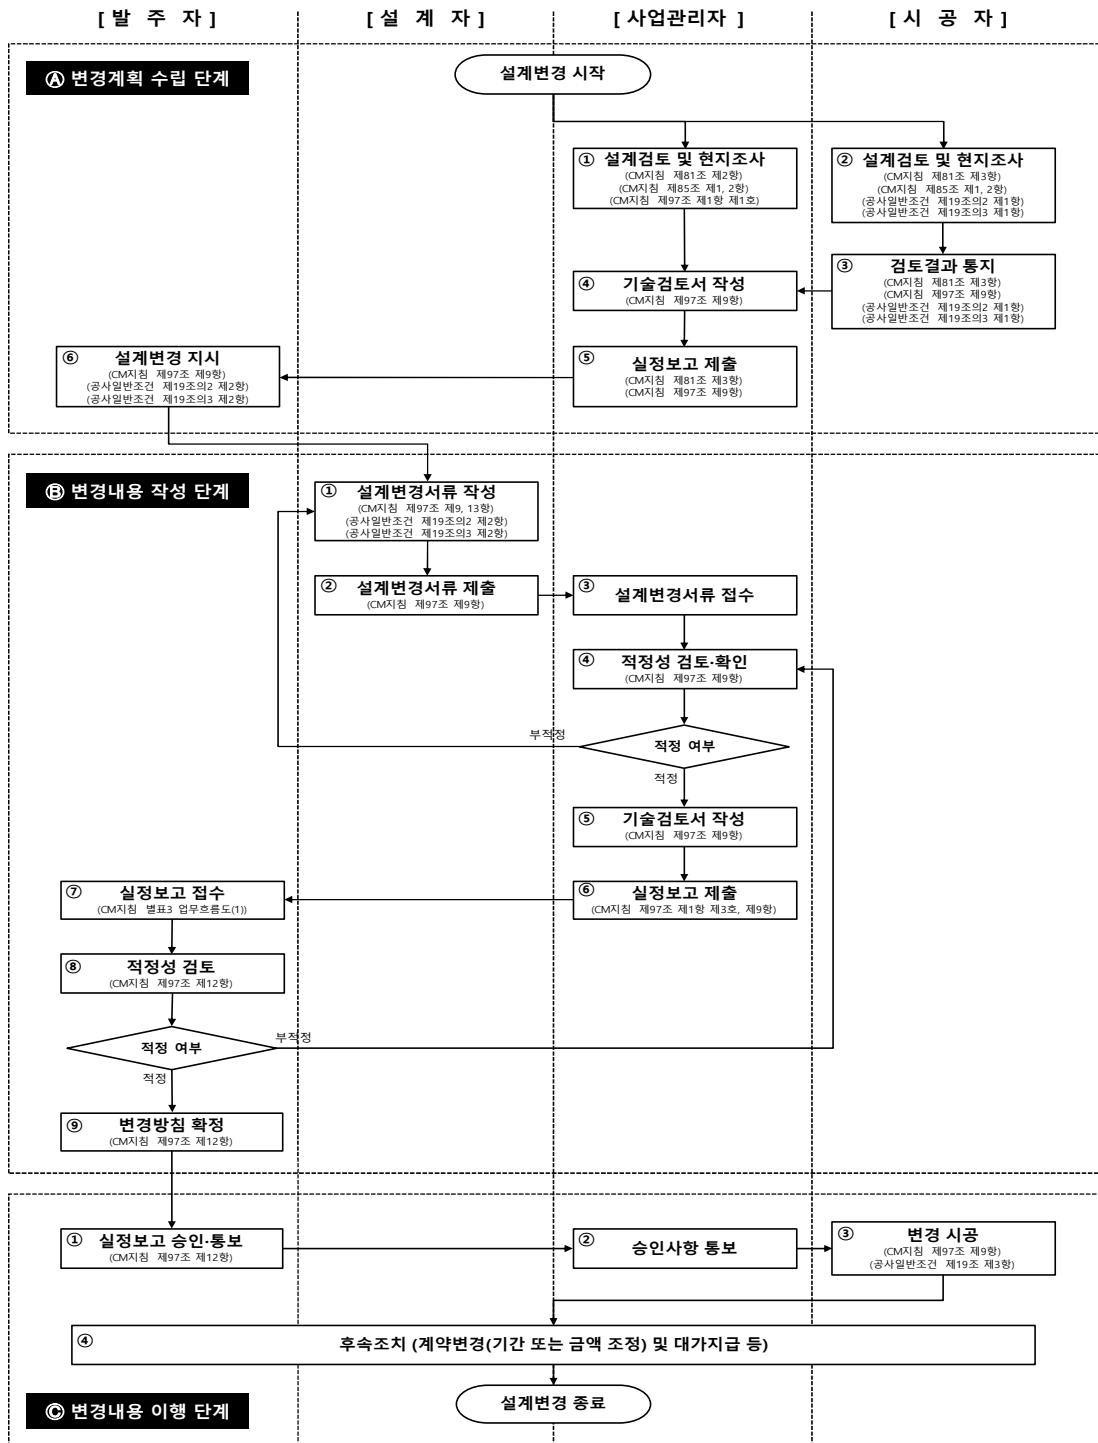 [ 발 주 자 ]
[ 설 계 자 ]
[ 사업관리자 ]
[ 시 공 자 ]
Ⓐ 변경계획 수립 단계
설계변경 시작
① 설계검토 및 현지조사
(CM지침 제81조 제2항)
(CM지침 제85조 제1, 2항)
(CM지침 제97조 제1항 제1호)
② 설계검토 및 현지조사
(CM지침 제81조 제3항)
(CM지침 제85조 제1, 2항)
(공사일반조건 제19조의2 제1항)
(공사일반조건 제19조의3 제1항)
③ 검토결과 통지
(CM지침 제81조 제3항)
(CM지침 제97조 제9항)
(공사일반조건 제19조의2 제1항)
(공사일반조건 제19조의3 제1항)
④ 기술검토서 작성
(CM지침 제97조 제9항)
⑤ 실정보고 제출
(CM지침 제81조 제3항)
(CM지침 제97조 제9항)
⑥ 설계변경 지시
(CM지침 제97조 제9항)
(공사일반조건 제19조의2 제2항)
(공사일반조건 제19조의3 제2항)
Ⓑ 변경내용 작성 단계
① 설계변경서류 작성
(CM지침 제97조 제9, 13항)
(공사일반조건 제19조의2 제2항)
(공사일반조건 제19조의3 제2항)
② 설계변경서류 제출
(CM지침 제97조 제9항)
③ 설계변경서류 접수
④ 적정성 검토·확인
(CM지침 제97조 제9항)
부적정
적정 여부
적정
⑤ 기술검토서 작성
(CM지침 제97조 제9항)
⑥ 실정보고 제출
(CM지침 제97조 제1항 제3호, 제9항)
⑦ 실정보고 접수
(CM지침 별표3 업무흐름도(1))
⑧ 적정성 검토
(CM지침 제97조 제12항)
적정 여부
부적정
적정
⑨ 변경방침 확정
(CM지침 제97조 제12항)
① 실정보고 승인·통보
(CM지침 제97조 제12항)
② 승인사항 통보
③ 변경 시공
(CM지침 제97조 제9항)
(공사일반조건 제19조 제3항)
④ 후속조치 (계약변경(기간 또는 금액 조정) 및 대가지급 등)
설계변경 종료
Ⓒ 변경내용 이행 단계